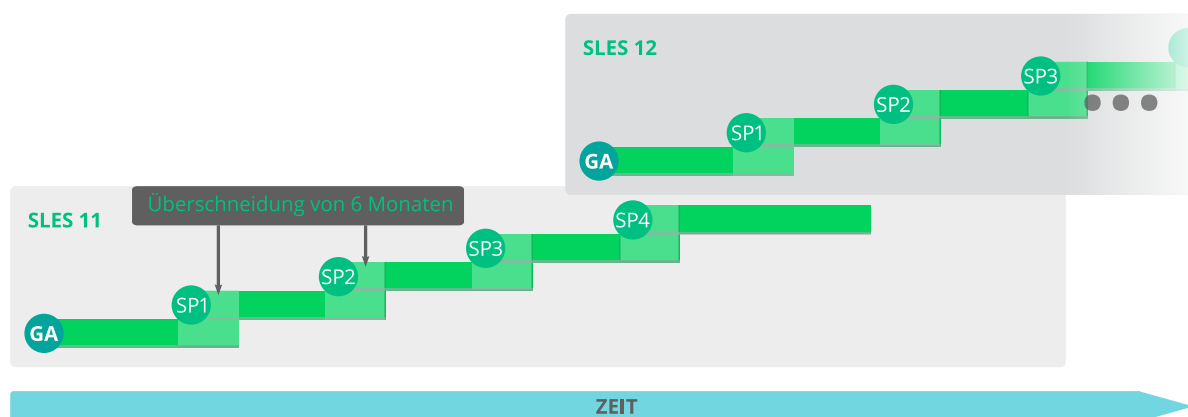 SLES 12
SP3
SP2
SP1
GA
Überschneidung von 6 Monaten
SLES 11
SP4
SP3
SP2
SP1
GA
ZEIT